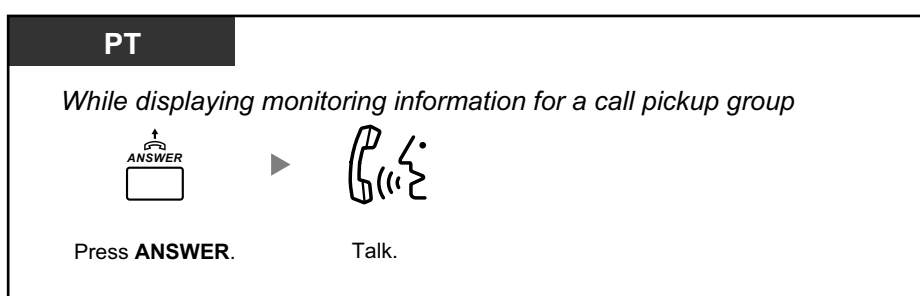 PT
While displaying monitoring information for a call pickup group
ANSWER
Press ANSWER.
Talk.